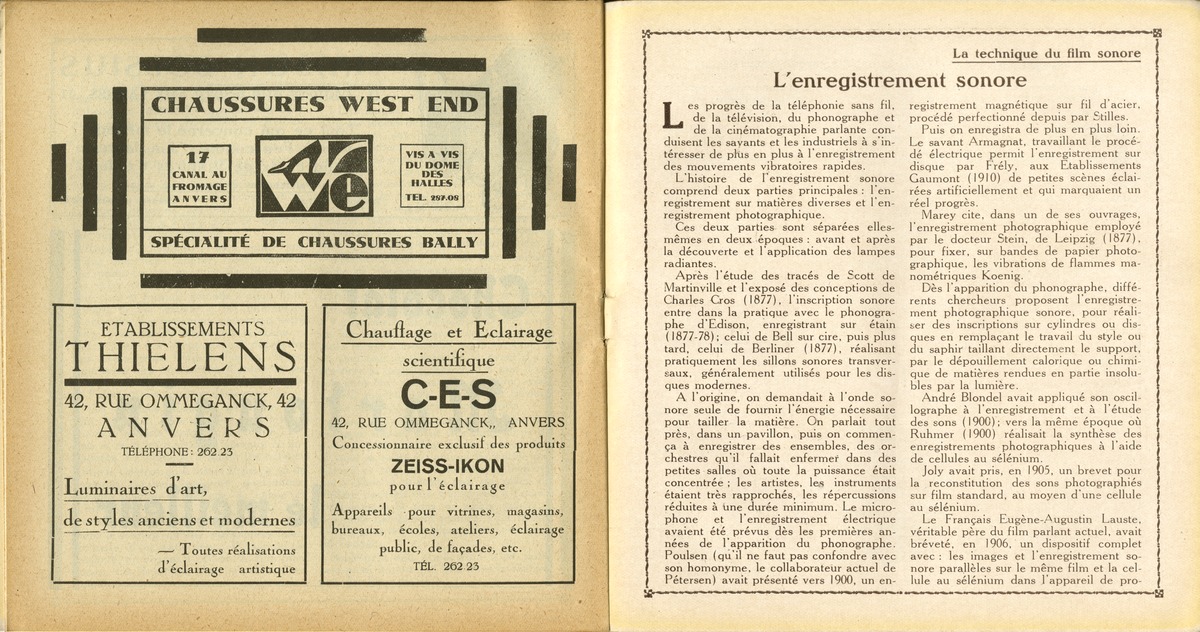 CHAUSSURES WEST END
17
CANAL AU
FROMAGE
ANVERS
We
VIS A VIS
DU DOME
DES
HALLES
TEL. 287.08
SPÉCIALITÉ DE CHAUSSURES BALLY
ETABLISSEMENTS
THIELENS
42, RUE OMMEGANCK, 42
ANVERS
TÉLÉPHONE: 262.23
Luminaires d'art,
de styles anciens et modernes
— Toutes réalisations
d'éclairage artistique
Chauffage et Eclairage
scientifique
C-E-S
42, RUE OMMEGANCK,, ANVERS
Concessionnaire exclusif des produits
ZEISS-IKON
pour l'éclairage
Appareils pour vitrines, magasins,
bureaux, écoles, ateliers, éclairage
public, de façades, etc.
TÉL. 262.23
La technique du film sonore
L'enregistrement sonore
Les progrès de la téléphonie sans fil,
de la télévision, du phonographe et
de la cinématographie parlante con-
duisent les savants et les industriels à s'in-
téresser de plus en plus à l'enregistrement
des mouvements vibratoires rapides.
L'histoire de l'enregistrement sonore
comprend deux parties principales : l'en-
registrement sur matières diverses et l'en-
registrement photographique.
Ces deux parties sont séparées elles-
mêmes en deux époques : avant et après
la découverte et l'application des lampes
radiantes.
Après l'étude des tracés de Scott de
Martinville et l'exposé des conceptions de
Charles Cros (1877), l'inscription sonore
entre dans la pratique avec le phonogra-
phe d'Edison, enregistrant sur étain
(1877-78); celui de Bell sur cire, puis plus
tard, celui de Berliner (1877), réalisant
pratiquement les sillons sonores transver-
saux, généralement utilisés pour les dis-
ques modernes.
A l'origine, on demandait à l'onde so-
nore seule de fournir l'énergie nécessaire
pour tailler la matière. On parlait tout
près, dans un pavillon, puis on commen-
ça à enregistrer des ensembles, des or-
chestres qu'il fallait enfermer dans des
petites salles où toute la puissance était
concentrée; les artistes, les instruments
étaient très rapprochés, les répercussions
réduites à une durée minimum. Le micro-
phone et l'enregistrement électrique
avaient été prévus dès les premières an-
nées de l'apparition du phonographe.
Poulsen (qu'il ne faut pas confondre avec
son homonyme, le collaborateur actuel de
Pétersen) avait présenté vers 1900, un en-
registrement magnétique sur fil d'acier,
procédé perfectionné depuis par Stilles.
Puis on enregistra de plus en plus loin.
Le savant Armagnat, travaillant le procé-
dé électrique permit l'enregistrement sur
disque par Frély, aux Etablissements
Gaumont (1910) de petites scènes éclai-
rées artificiellement et qui marquaient un
réel progrès.
Marey cite, dans un de ses ouvrages,
l'enregistrement photographique employé
par le docteur Stein, de Leipzig (1877),
pour fixer, sur bandes de papier photo-
graphique, les vibrations de flammes ma-
nométriques Koenig.
Dès l'apparition du phonographe, diffé-
rents chercheurs proposent l'enregistre-
ment photographique sonore, pour réali-
ser des inscriptions sur cylindres ou dis-
ques en remplaçant le travail du style ou
du saphir taillant directement le support,
par le dépouillement calorique ou chimi-
que de matières rendues en partie insolu-
bles par la lumière.
André Blondel avait appliqué son oscil-
lographe à l'enregistrement et à l'étude
des sons (1900); vers la même époque où
Ruhmer (1900) réalisait la synthèse des
enregistrements photographiques à l'aide
de cellules au sélénium.
Joly avait pris, en 1905, un brevet pour
la reconstitution des sons photographiés
sur film standard, au moyen d'une cellule
au sélénium.
Le Français Eugène-Augustin Lauste,
véritable père du film parlant actuel, avait
bréveté, en 1906, un dispositif complet
avec : les images et l'enregistrement so-
nore parallèles sur le même film et la cel-
lule au sélénium dans l'appareil de pro-